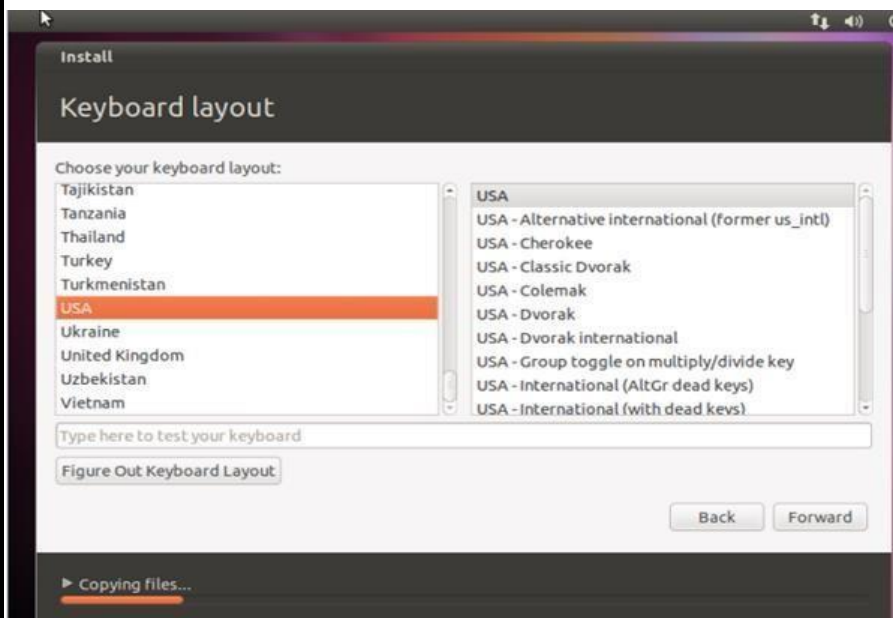 Install
Keyboard layout
Choose your keyboard layout:
Tajikistan
Tanzania
Thailand
Turkey
Turkmenistan
USA
Ukraine
United Kingdom
Uzbekistan
Vietnam
USA
USA - Alternative international (former us_intl)
USA - Cherokee
USA - Classic Dvorak
USA - Colemak
USA - Dvorak
USA - Dvorak international
USA - Group toggle on multiply/divide key
USA - International (AltGr dead keys)
USA - International (with dead keys)
Type here to test your keyboard
Figure Out Keyboard Layout
Back
Forward
Copying files...